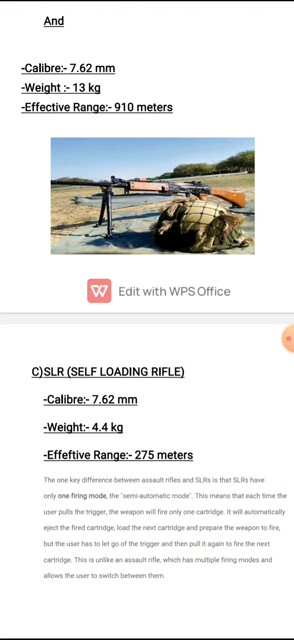 And
-Calibre:- 7.62 mm
-Weight :- 13 kg
-Effective Range:- 910 meters
Edit with WPS Office
C)SLR (SELF LOADING RIFLE)
-Calibre:- 7.62 mm
-Weight:- 4.4 kg
-Effeftive Range:- 275 meters
The one key difference between assault rifles and SLRs is that SLRs have
only one firing mode, the "semi-automatic mode". This means that each time the
user pulls the trigger, the weapon will fire only one cartridge. It will automatically
eject the fired cartridge, load the next cartridge and prepare the weapon to fire,
but the user has to let go of the trigger and then pull it again to fire the next
cartridge. This is unlike an assault rifle, which has multiple firing modes and
allows the user to switch between them.